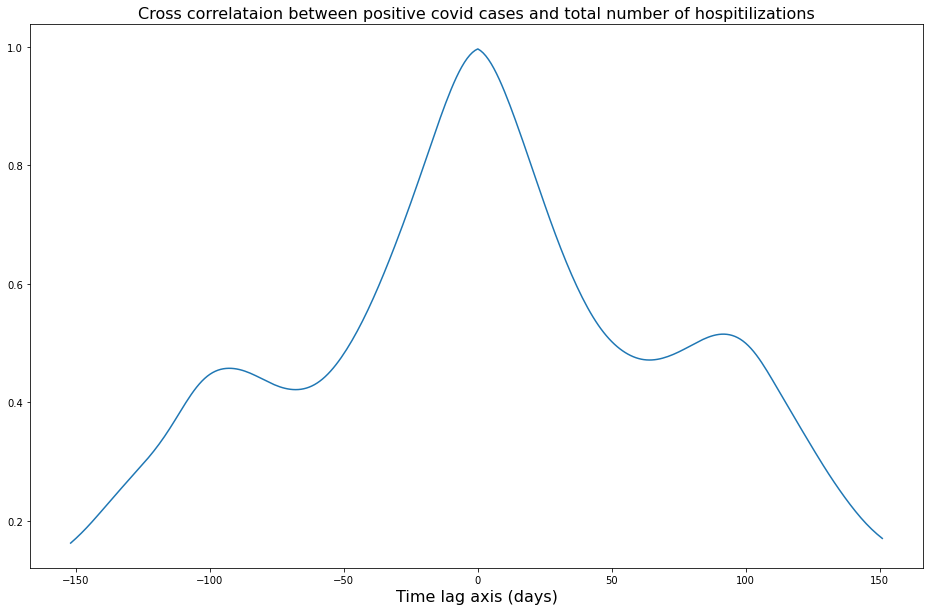 Cross correlataion between positive covid cases and total number of hospitilizations
1.0
0.8
0.6
0.4
0.2
−150 −100 −50 0 50 100 150
Time lag axis (days)